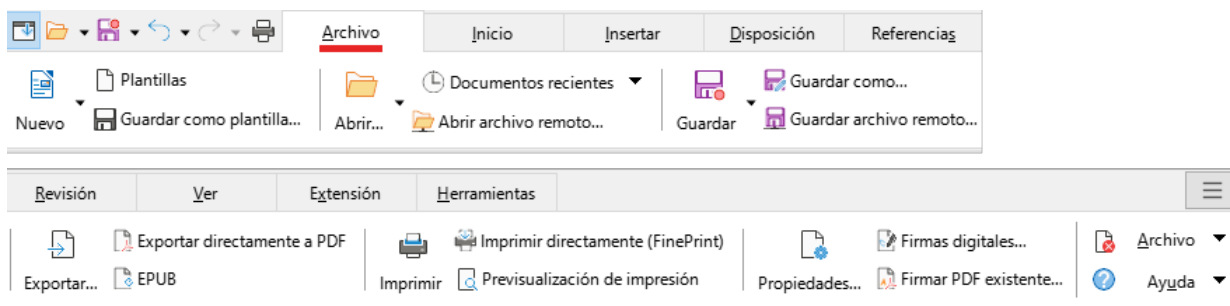 Archivo Inicio Insertar Disposición Referencias
Plantillas Documentos recientes Guardar como...
Nuevo Guardar como plantilla... Abrir... Abrir archivo remoto... Guardar Guardar archivo remoto...
Revisión Ver Extensión Herramientas
Exportar directamente a PDF Imprimir directamente (FinePrint) Firmas digitales... Archivo
Exportar... EPUB Imprimir Previsualización de impresión Propiedades... Firmar PDF existente... Ayuda